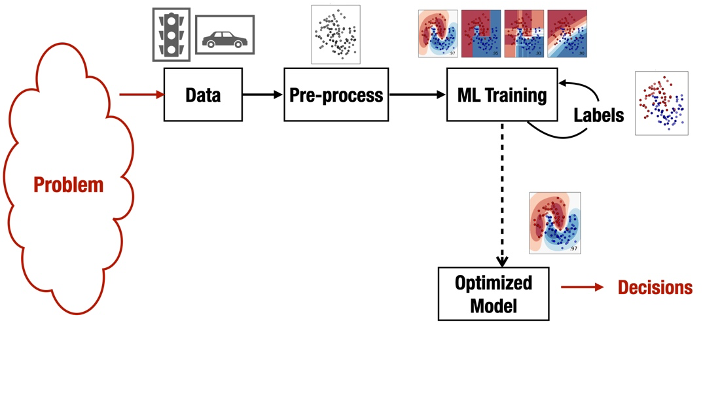 Problem
Data
Pre-process
ML Training
Labels
Optimized
Model
Decisions